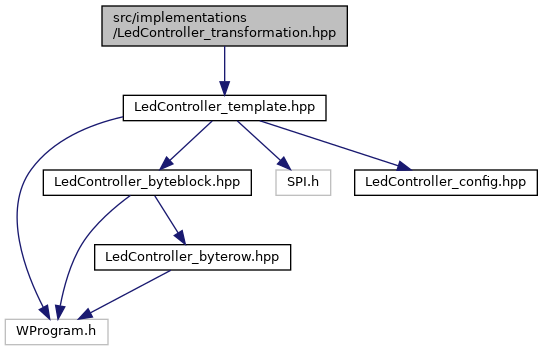 src/implementations
/LedController_transformation.hpp
LedController_template.hpp
LedController_byteblock.hpp
SPI.h
LedController_config.hpp
LedController_byterow.hpp
WProgram.h